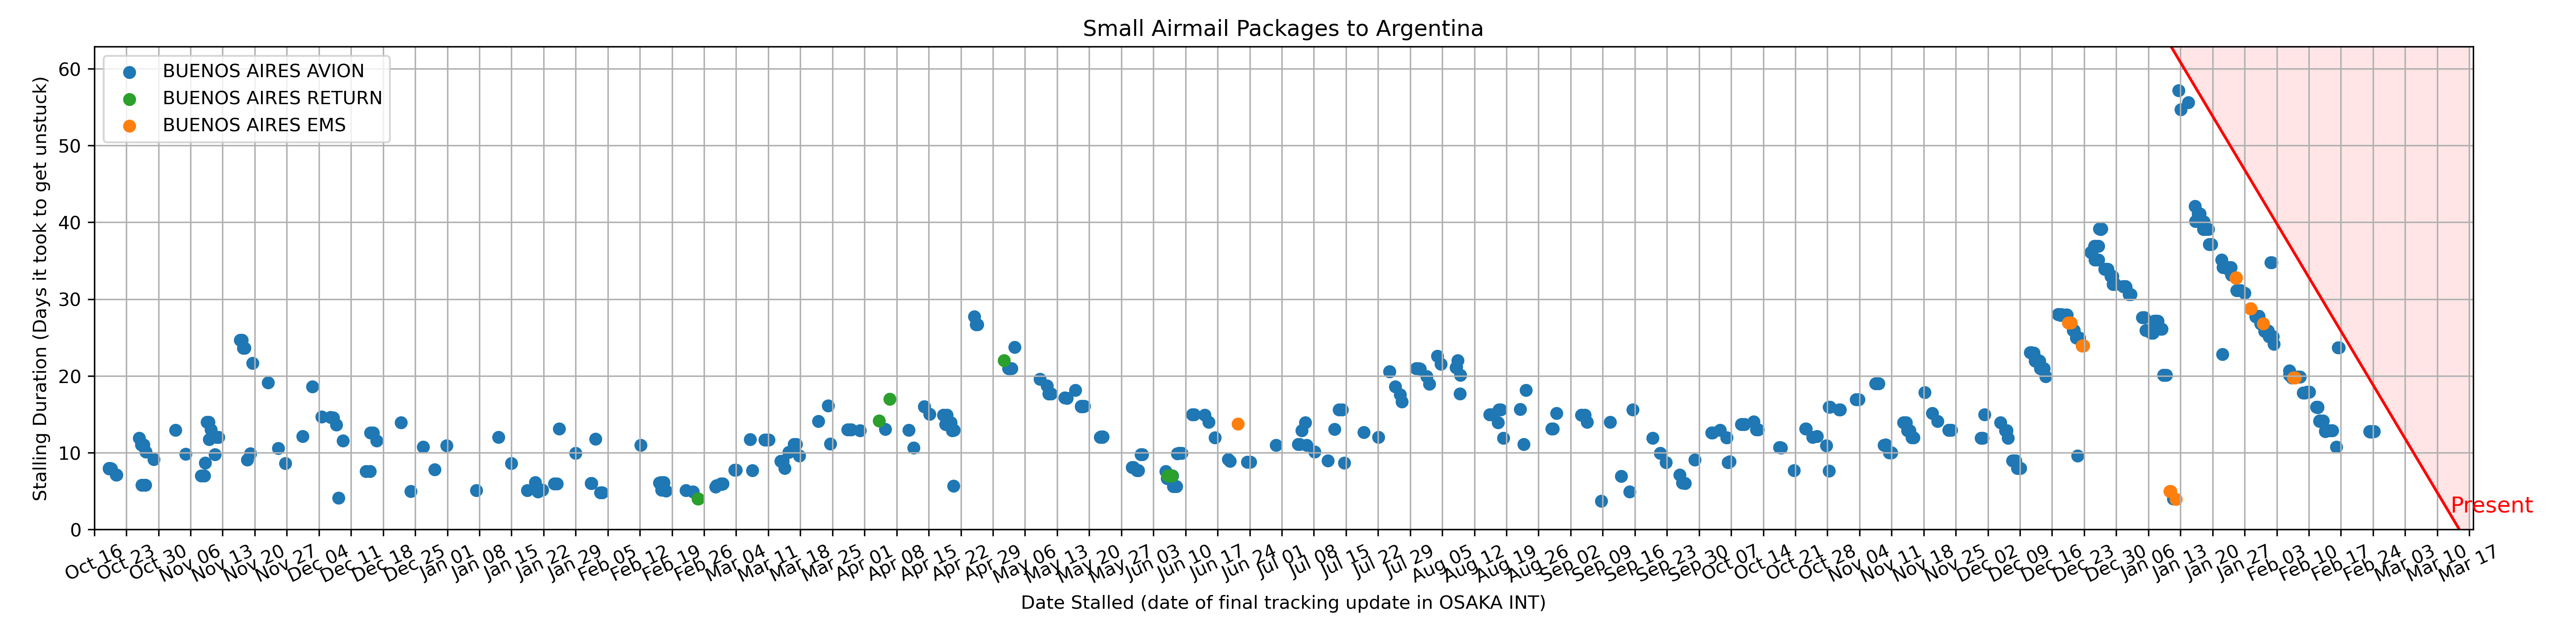 Small Airmail Packages to Argentina
BUENOS AIRES AVION
BUENOS AIRES RETURN
BUENOS AIRES EMS
Stalling Duration (Days it took to get unstuck)
60
50
40
30
20
10
0
Present
Oct 16 Oct 23 Oct 30 Nov 06 Nov 13 Nov 20 Nov 27 Dec 04 Dec 11 Dec 18 Dec 25 Jan 01 Jan 08 Jan 15 Jan 22 Jan 29 Feb 05 Feb 12 Feb 19 Feb 26 Mar 04 Mar 11 Mar 18 Mar 25 Apr 01 Apr 08 Apr 15 Apr 22 Apr 29 May 06 May 13 May 20 May 27 Jun 03 Jun 10 Jun 17 Jun 24 Jul 01 Jul 08 Jul 15 Jul 22 Jul 29 Aug 05 Aug 12 Aug 19 Aug 26 Sep 02 Sep 09 Sep 16 Sep 23 Sep 30 Oct 07 Oct 14 Oct 21 Oct 28 Nov 04 Nov 11 Nov 18 Nov 25 Dec 02 Dec 09 Dec 16 Dec 23 Dec 30 Jan 06 Jan 13 Jan 20 Jan 27 Feb 03 Feb 10 Feb 17 Feb 24 Mar 03 Mar 10 Mar 17
Date Stalled (date of final tracking update in OSAKA INT)